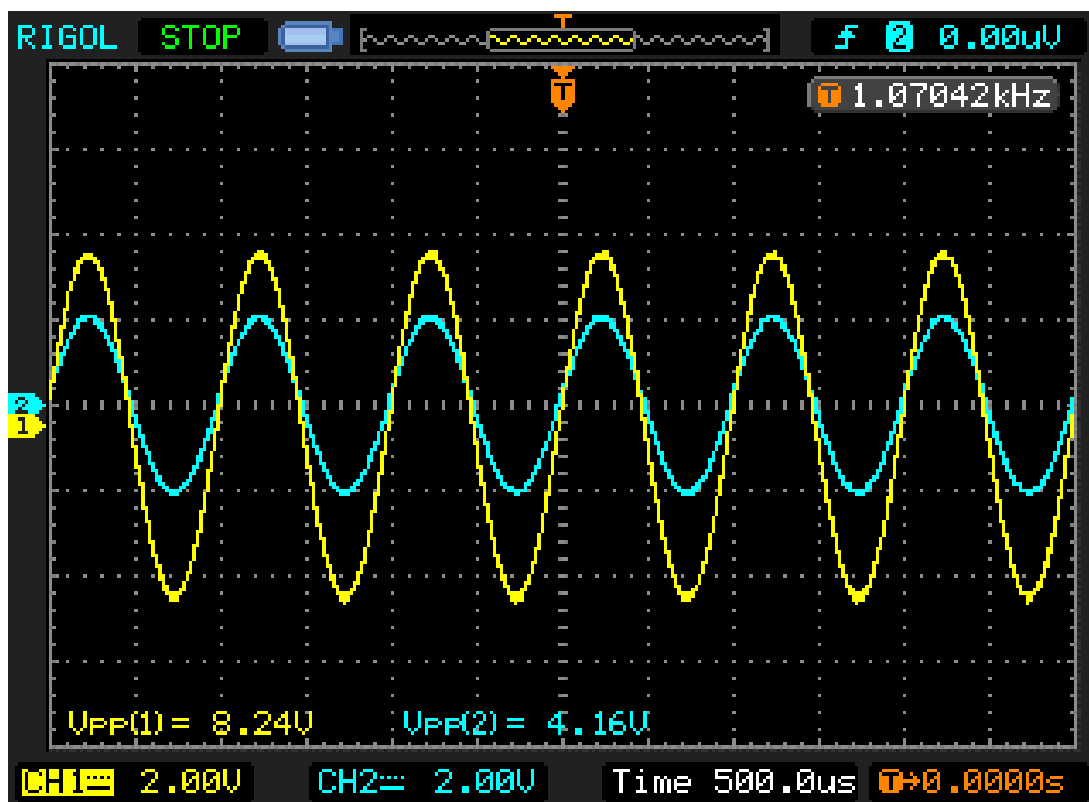 RIGOL STOP T f 2 0.00uV
T
T 1.07042kHz
2
1
Vpp(1)= 8.24V Vpp(2)= 4.16V
CH1 2.00V CH2 2.00V Time 500.0us T→0.0000s